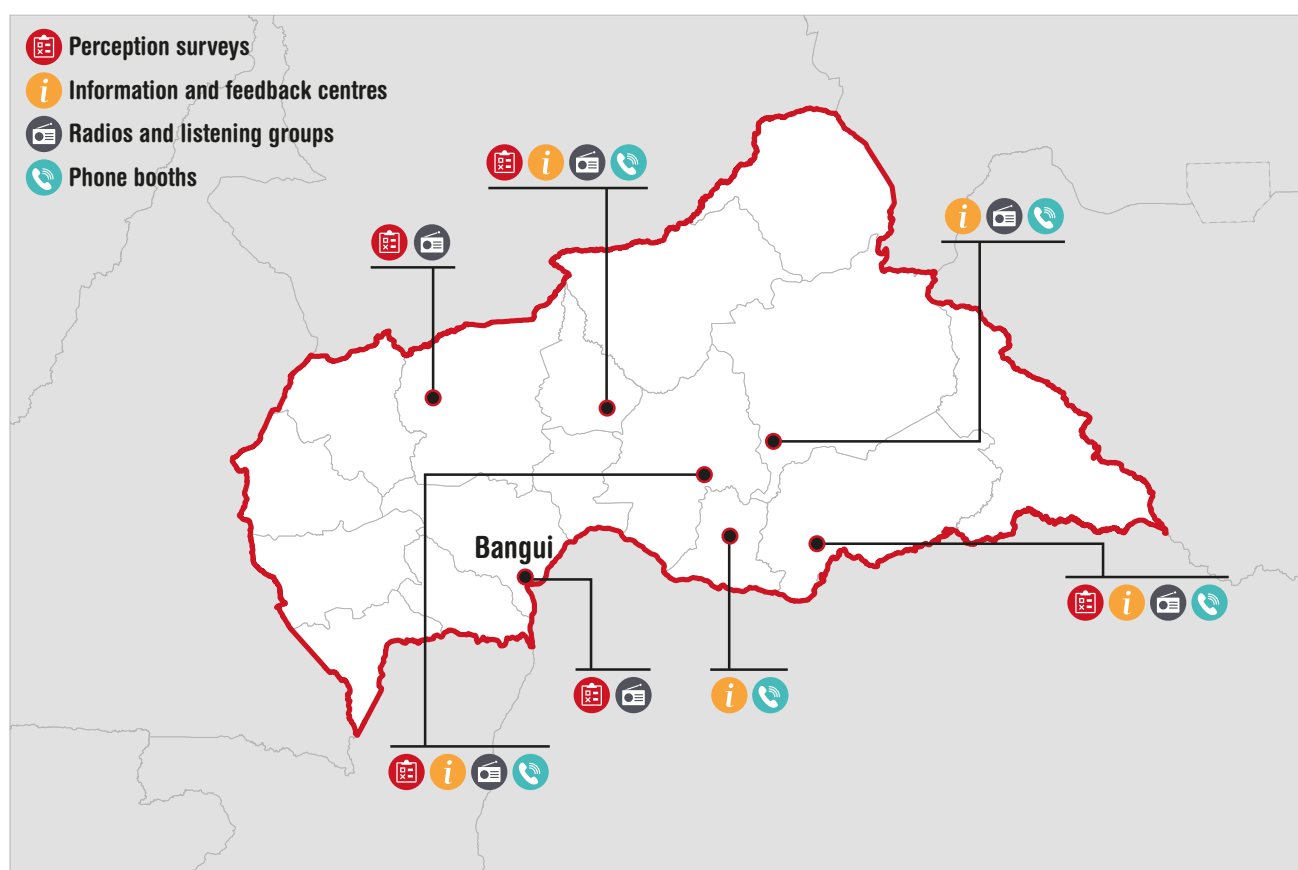 Perception surveys
Information and feedback centres
Radios and listening groups
Phone booths
Bangui